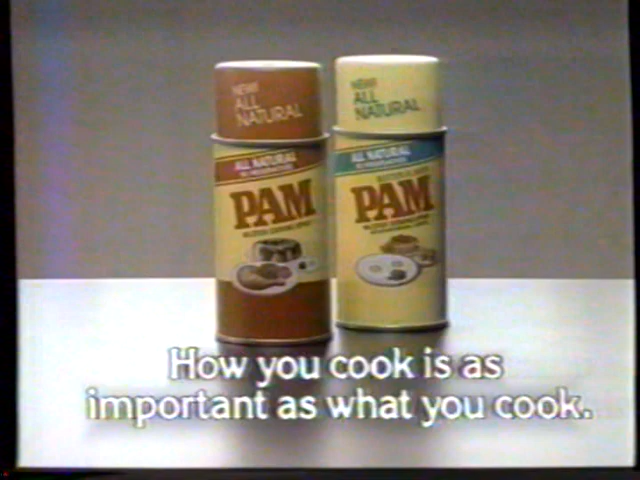 NEW!
ALL
NATURAL
NEW!
ALL
NATURAL
ALL NATURAL
PAM
ALL NATURAL
PAM
How you cook is as
important as what you cook.